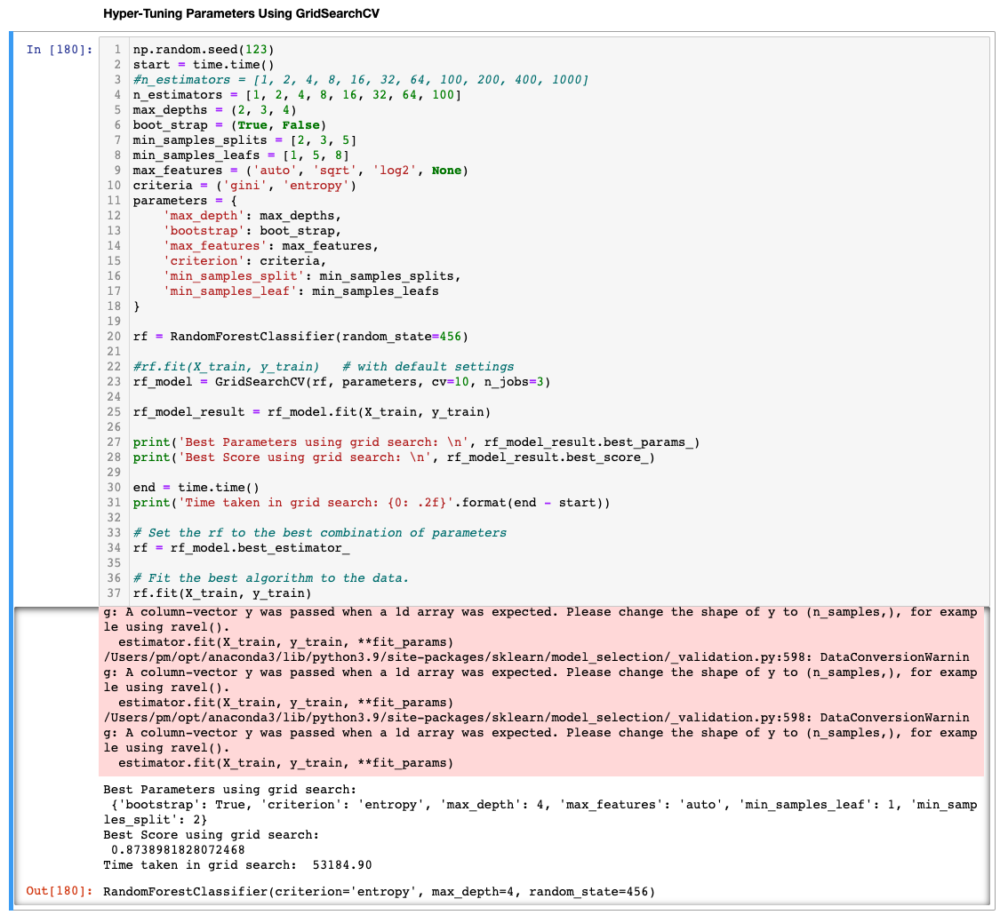 Hyper-Tuning Parameters Using GridSearchCV
In [180]:
1 np.random.seed(123)
2 start = time.time()
3 #n_estimators = [1, 2, 4, 8, 16, 32, 64, 100, 200, 400, 1000]
4 n_estimators = [1, 2, 4, 8, 16, 32, 64, 100]
5 max_depths = (2, 3, 4)
6 boot_strap = (True, False)
7 min_samples_splits = [2, 3, 5]
8 min_samples_leafs = [1, 5, 8]
9 max_features = ('auto', 'sqrt', 'log2', None)
10 criteria = ('gini', 'entropy')
11 parameters = {
12     'max_depth': max_depths,
13     'bootstrap': boot_strap,
14     'max_features': max_features,
15     'criterion': criteria,
16     'min_samples_split': min_samples_splits,
17     'min_samples_leaf': min_samples_leafs
18 }
19
20 rf = RandomForestClassifier(random_state=456)
21
22 #rf.fit(X_train, y_train)   # with default settings
23 rf_model = GridSearchCV(rf, parameters, cv=10, n_jobs=3)
24
25 rf_model_result = rf_model.fit(X_train, y_train)
26
27 print('Best Parameters using grid search: \n', rf_model_result.best_params_)
28 print('Best Score using grid search: \n', rf_model_result.best_score_)
29
30 end = time.time()
31 print('Time taken in grid search: {0: .2f}'.format(end - start))
32
33 # Set the rf to the best combination of parameters
34 rf = rf_model.best_estimator_
35
36 # Fit the best algorithm to the data.
37 rf.fit(X_train, y_train)
g: A column-vector y was passed when a 1d array was expected. Please change the shape of y to (n_samples,), for examp
le using ravel().
  estimator.fit(X_train, y_train, **fit_params)
/Users/pm/opt/anaconda3/lib/python3.9/site-packages/sklearn/model_selection/_validation.py:598: DataConversionWarnin
g: A column-vector y was passed when a 1d array was expected. Please change the shape of y to (n_samples,), for examp
le using ravel().
  estimator.fit(X_train, y_train, **fit_params)
/Users/pm/opt/anaconda3/lib/python3.9/site-packages/sklearn/model_selection/_validation.py:598: DataConversionWarnin
g: A column-vector y was passed when a 1d array was expected. Please change the shape of y to (n_samples,), for examp
le using ravel().
  estimator.fit(X_train, y_train, **fit_params)
Best Parameters using grid search:
 {'bootstrap': True, 'criterion': 'entropy', 'max_depth': 4, 'max_features': 'auto', 'min_samples_leaf': 1, 'min_samp
les_split': 2}
Best Score using grid search:
 0.8738981828072468
Time taken in grid search:  53184.90
Out[180]: RandomForestClassifier(criterion='entropy', max_depth=4, random_state=456)